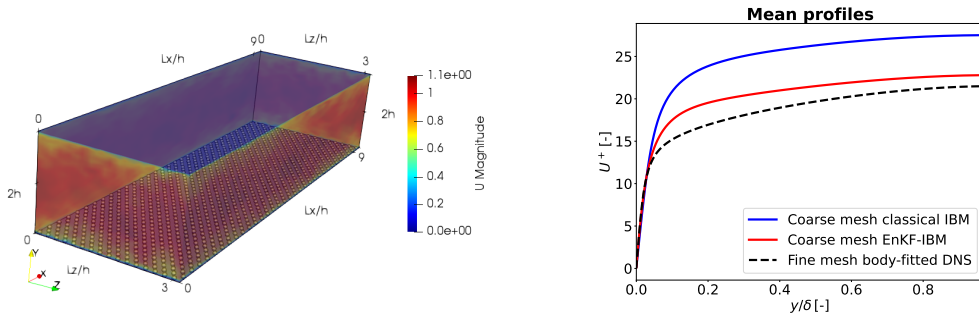 90
Lx/h
Lz/h
3
0
2h
2h
0
9
Lx/h
Lz/h
3
0
Y
X
Z
1.1e+00
1
0.8
0.6
0.4
0.2
0.0e+00
U Magnitude
Mean profiles
25
20
15
10
5
0
U⁺ [-]
0.0
0.2
0.4
0.6
0.8
y/δ [-]
Coarse mesh classical IBM
Coarse mesh EnKF-IBM
Fine mesh body-fitted DNS